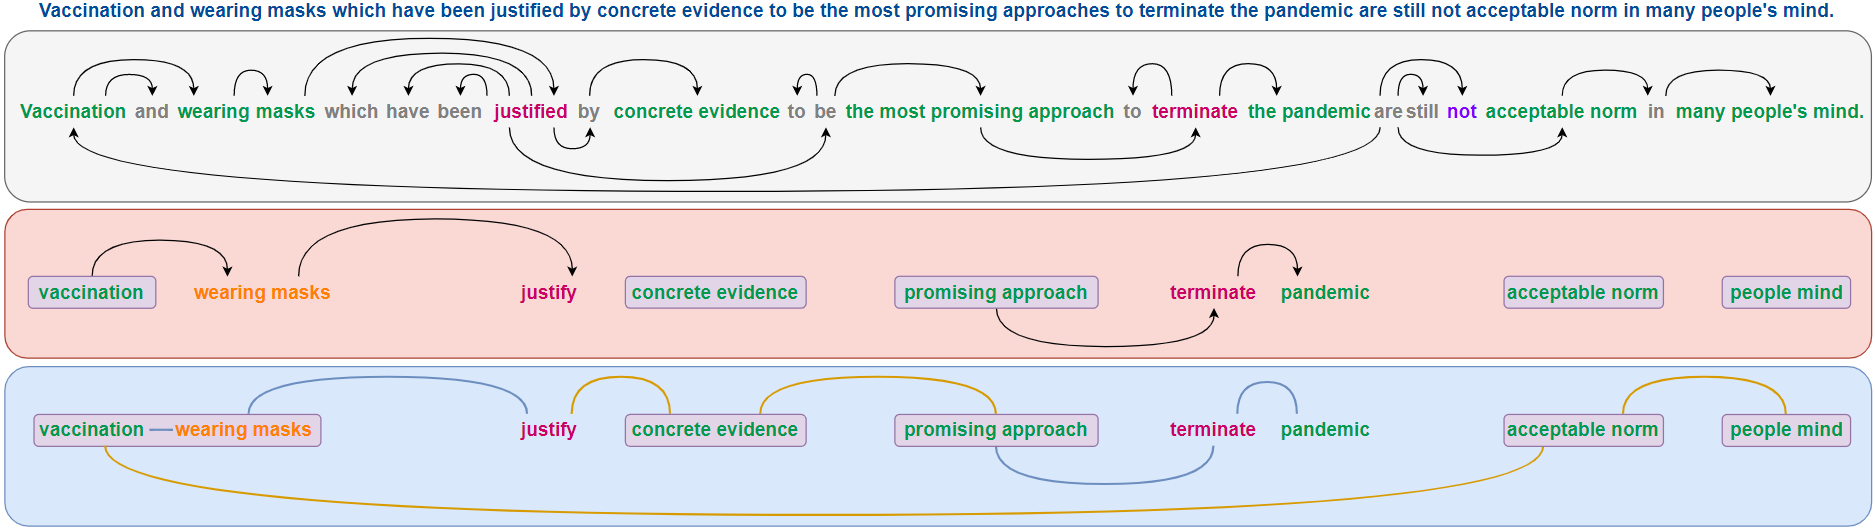 Vaccination and wearing masks which have been justified by concrete evidence to be the most promising approaches to terminate the pandemic are still not acceptable norm in many people's mind.
Vaccination and wearing masks which have been justified by concrete evidence to be the most promising approach to terminate the pandemic are still not acceptable norm in many people's mind.
vaccination wearing masks justify concrete evidence promising approach terminate pandemic acceptable norm people mind
vaccination wearing masks justify concrete evidence promising approach terminate pandemic acceptable norm people mind